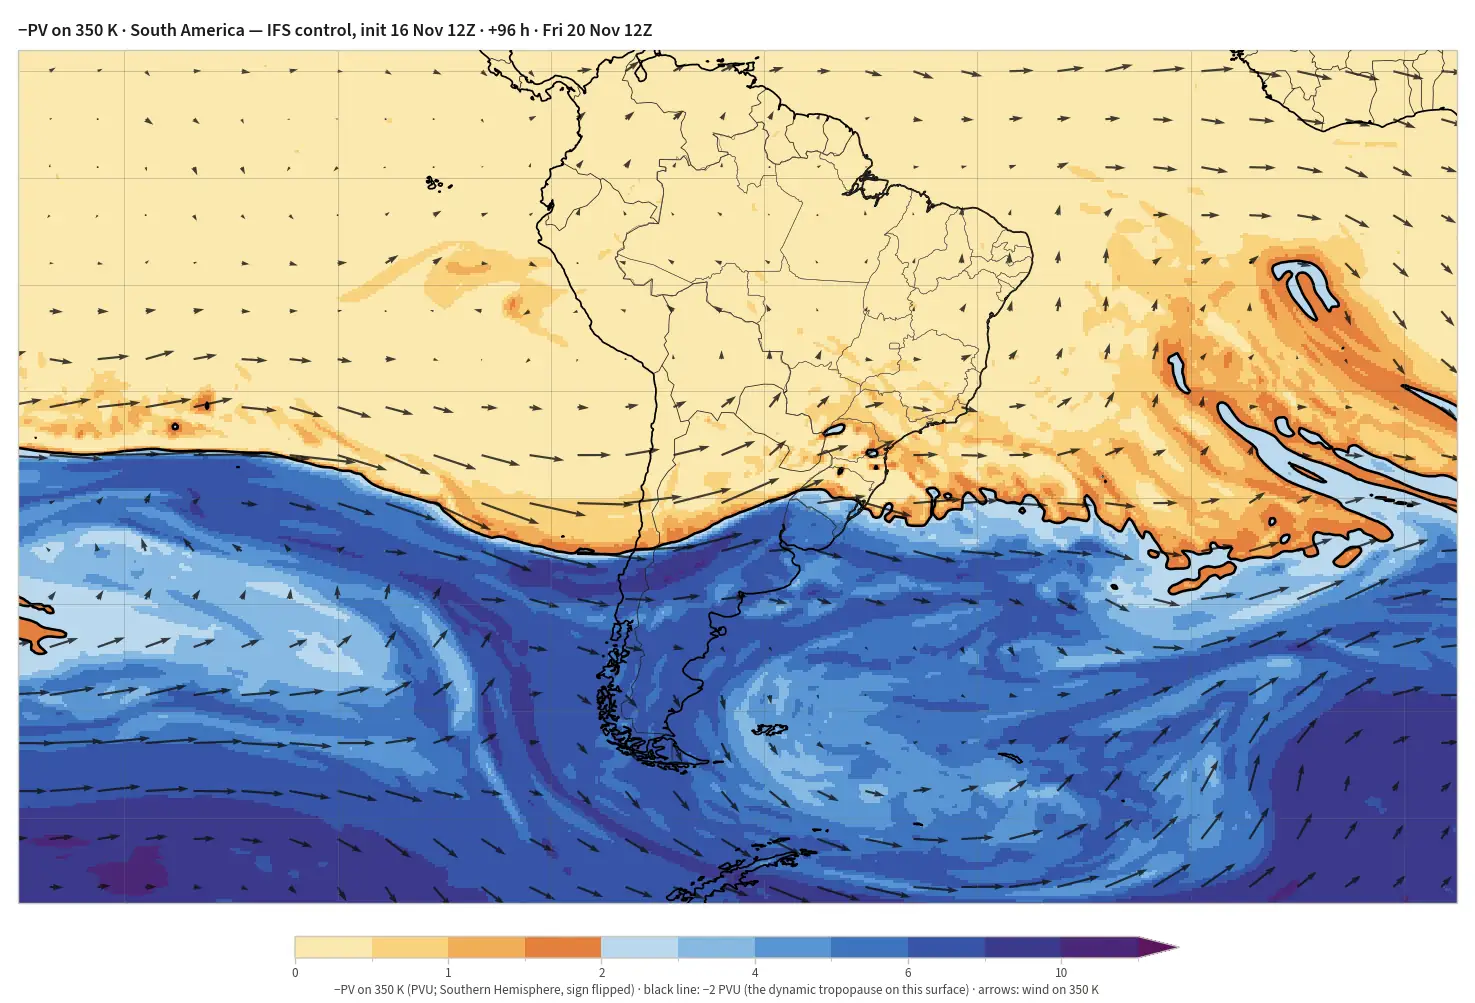 −PV on 350 K · South America — IFS control, init 16 Nov 12Z · +96 h · Fri 20 Nov 12Z
0 1 2 4 6 10
−PV on 350 K (PVU; Southern Hemisphere, sign flipped) · black line: −2 PVU (the dynamic tropopause on this surface) · arrows: wind on 350 K